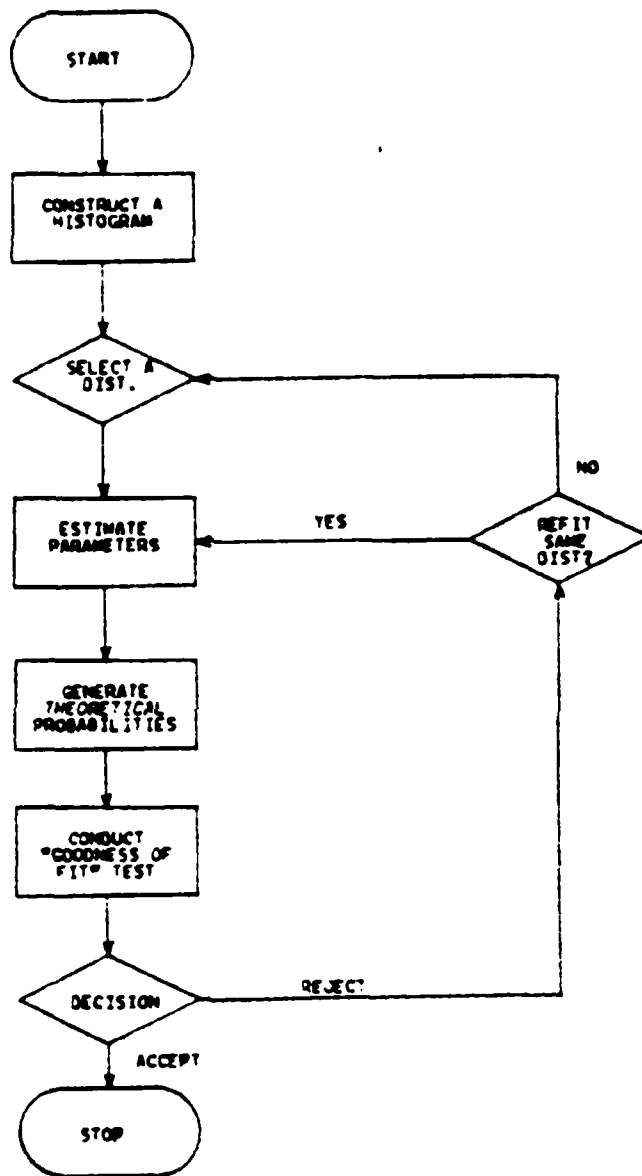 START
CONSTRUCT A
HISTOGRAM
SELECT A
DIST.
NO
ESTIMATE
PARAMETERS
YES
REFIT
SAME
DIST?
GENERATE
THEORETICAL
PROBABILITIES
CONDUCT
"GOODNESS OF
FIT" TEST
DECISION
REJECT
ACCEPT
STOP